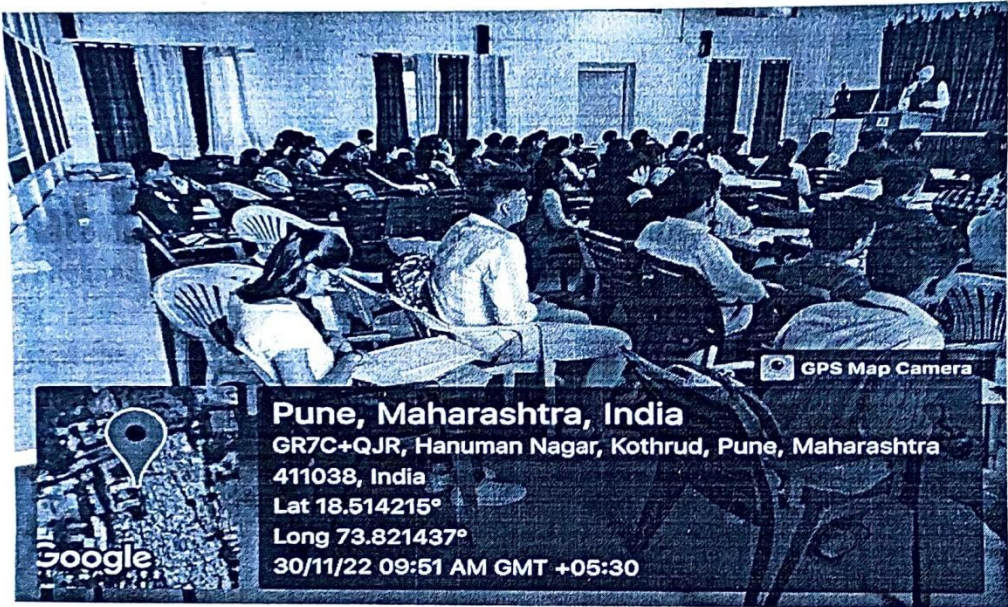 GPS Map Camera
Pune, Maharashtra, India
GR7C+QJR, Hanuman Nagar, Kothrud, Pune, Maharashtra
411038, India
Lat 18.514215°
Long 73.821437°
30/11/22 09:51 AM GMT +05:30
Google